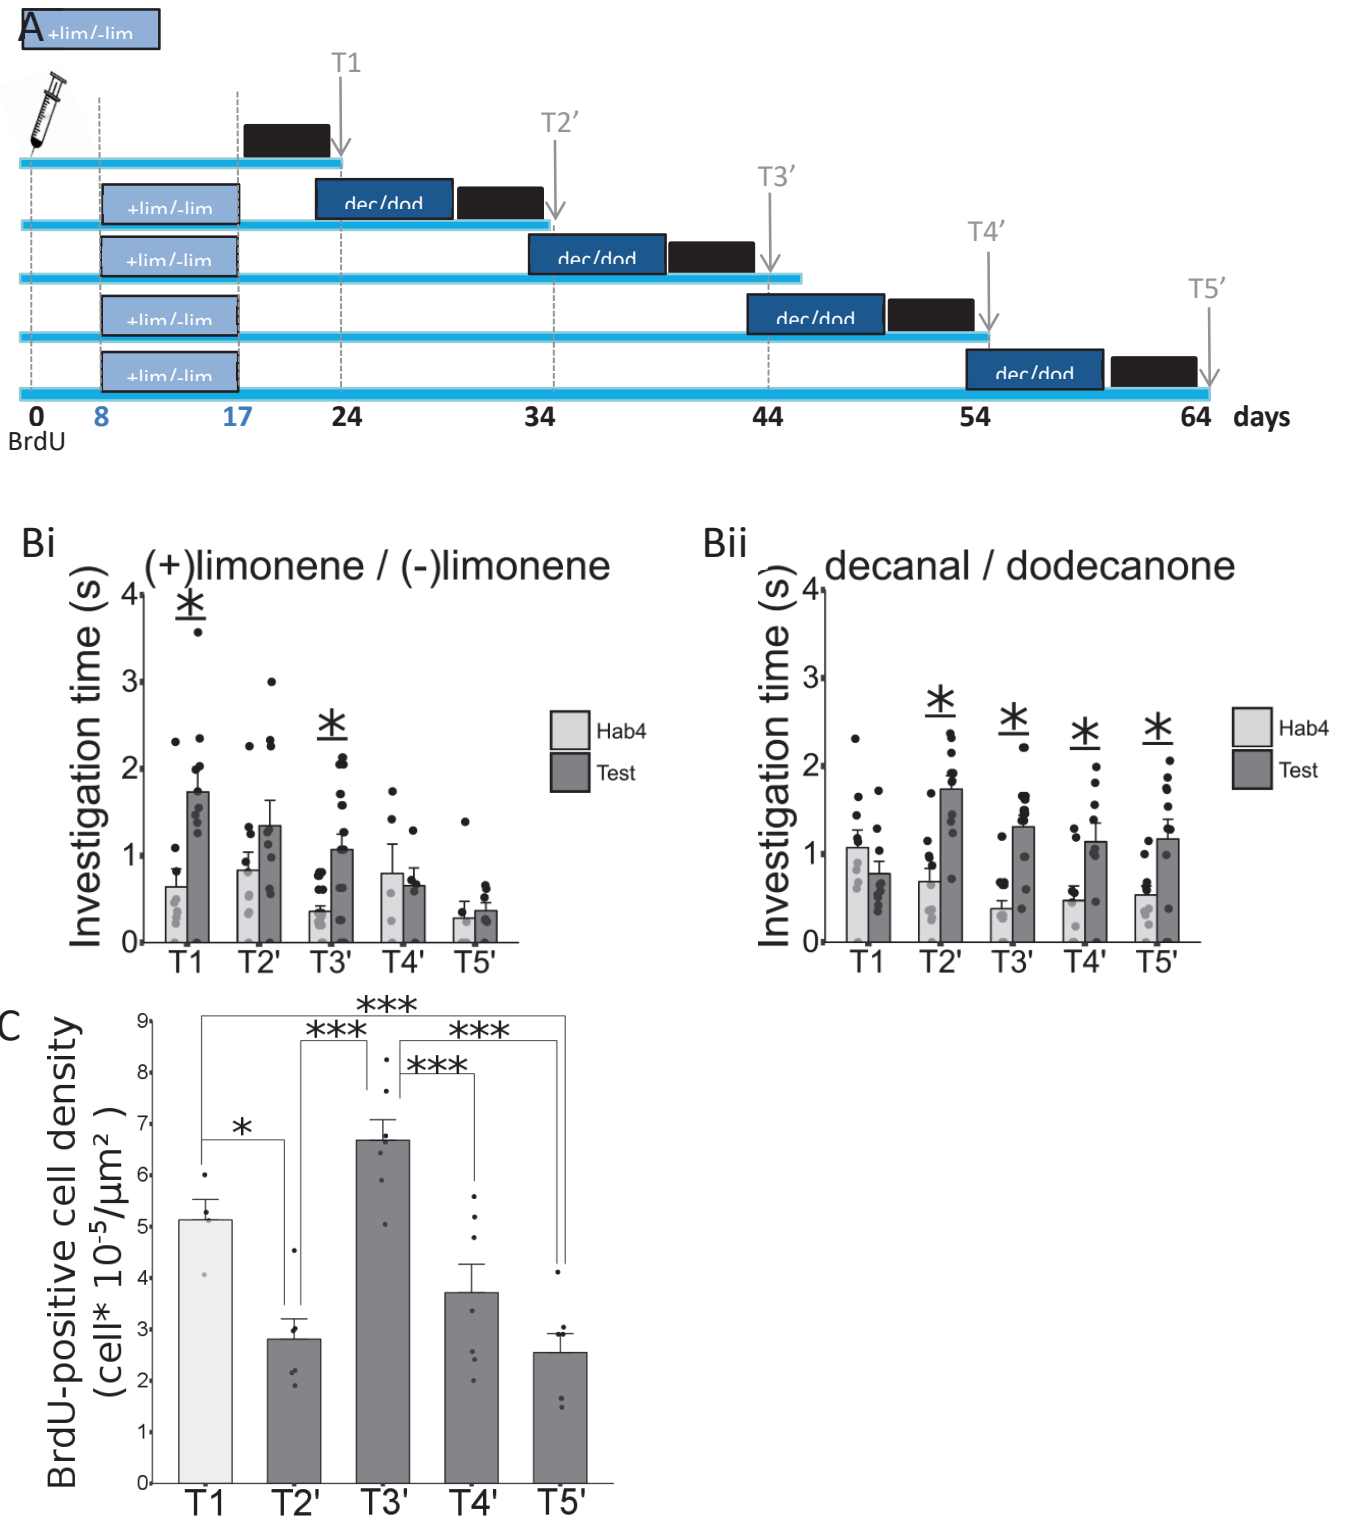 A
+lim/-lim
T1
T2’
T3’
T4’
T5’
dec/dod
+lim/-lim
dec/dod
+lim/-lim
dec/dod
+lim/-lim
dec/dod
+lim/-lim
0 8 17 24 34 44 54 64 days
BrdU
Bi
(+)limonene / (-)limonene
Investigation time (s)
4
3
2
1
0
*
*
Hab4
Test
T1 T2' T3' T4' T5'
Bii
decanal / dodecanone
Investigation time (s)
4
3
2
1
0
*
*
*
*
Hab4
Test
T1 T2' T3' T4' T5'
C
BrdU-positive cell density
(cell* 10⁻⁵/µm² )
9
8
7
6
5
4
3
2
1
0
***
*** ***
***
*
T1 T2' T3' T4' T5'